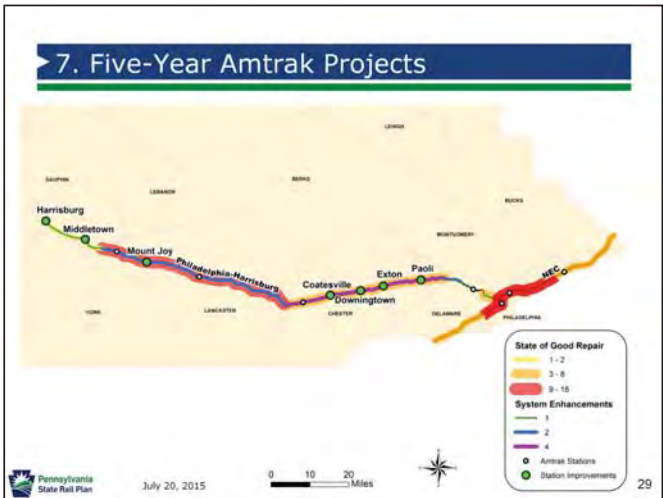 7. Five-Year Amtrak Projects
LEHIGH
DAUPHIN
LEBANON
BERKS
BUCKS
Harrisburg
Middletown
MONTGOMERY
Mount Joy
Philadelphia-Harrisburg
Coatesville
Exton
Paoli
NEC
Downingtown
YORK
LANCASTER
CHESTER
DELAWARE
PHILADELPHIA
State of Good Repair
1 - 2
3 - 8
9 - 16
System Enhancements
1
2
4
Amtrak Stations
Station Improvements
Pennsylvania
State Rail Plan
July 20, 2015
0 10 20
Miles
29